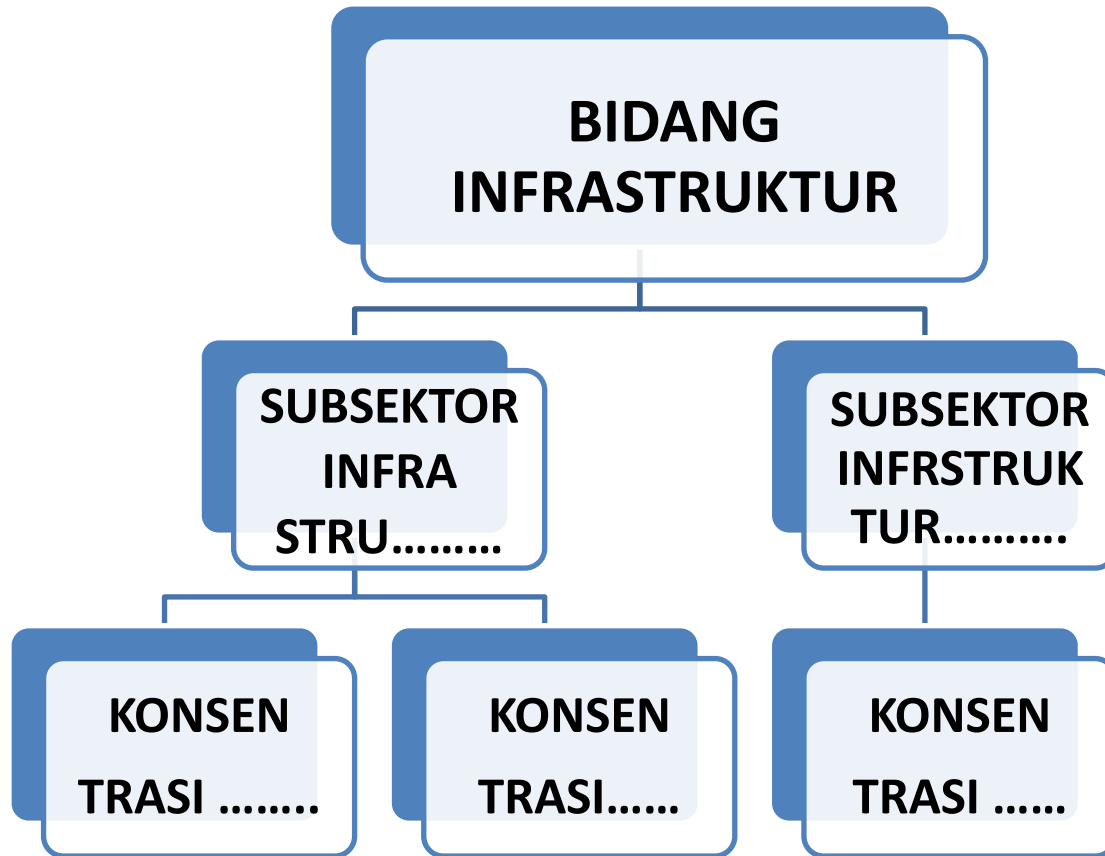 BIDANG
INFRASTRUKTUR
SUBSEKTOR
INFRA
STRU.........
SUBSEKTOR
INFRSTRUK
TUR..........
KONSEN
TRASI ........
KONSEN
TRASI......
KONSEN
TRASI ......